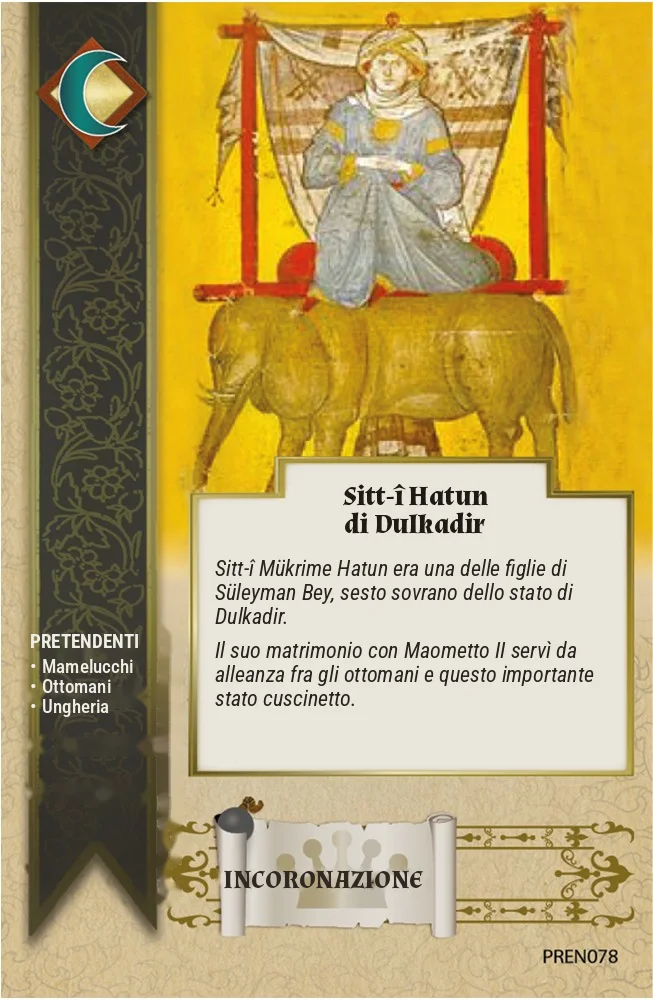 Sitt-î Hatun
di Dulkadir
Sitt-î Mükrime Hatun era una delle figlie di
Süleyman Bey, sesto sovrano dello stato di
Dulkadir.
Il suo matrimonio con Maometto II servì da
alleanza fra gli ottomani e questo importante
stato cuscinetto.
PRETENDENTI
• Mamelucchi
• Ottomani
• Ungheria
INCORONAZIONE
PREN078